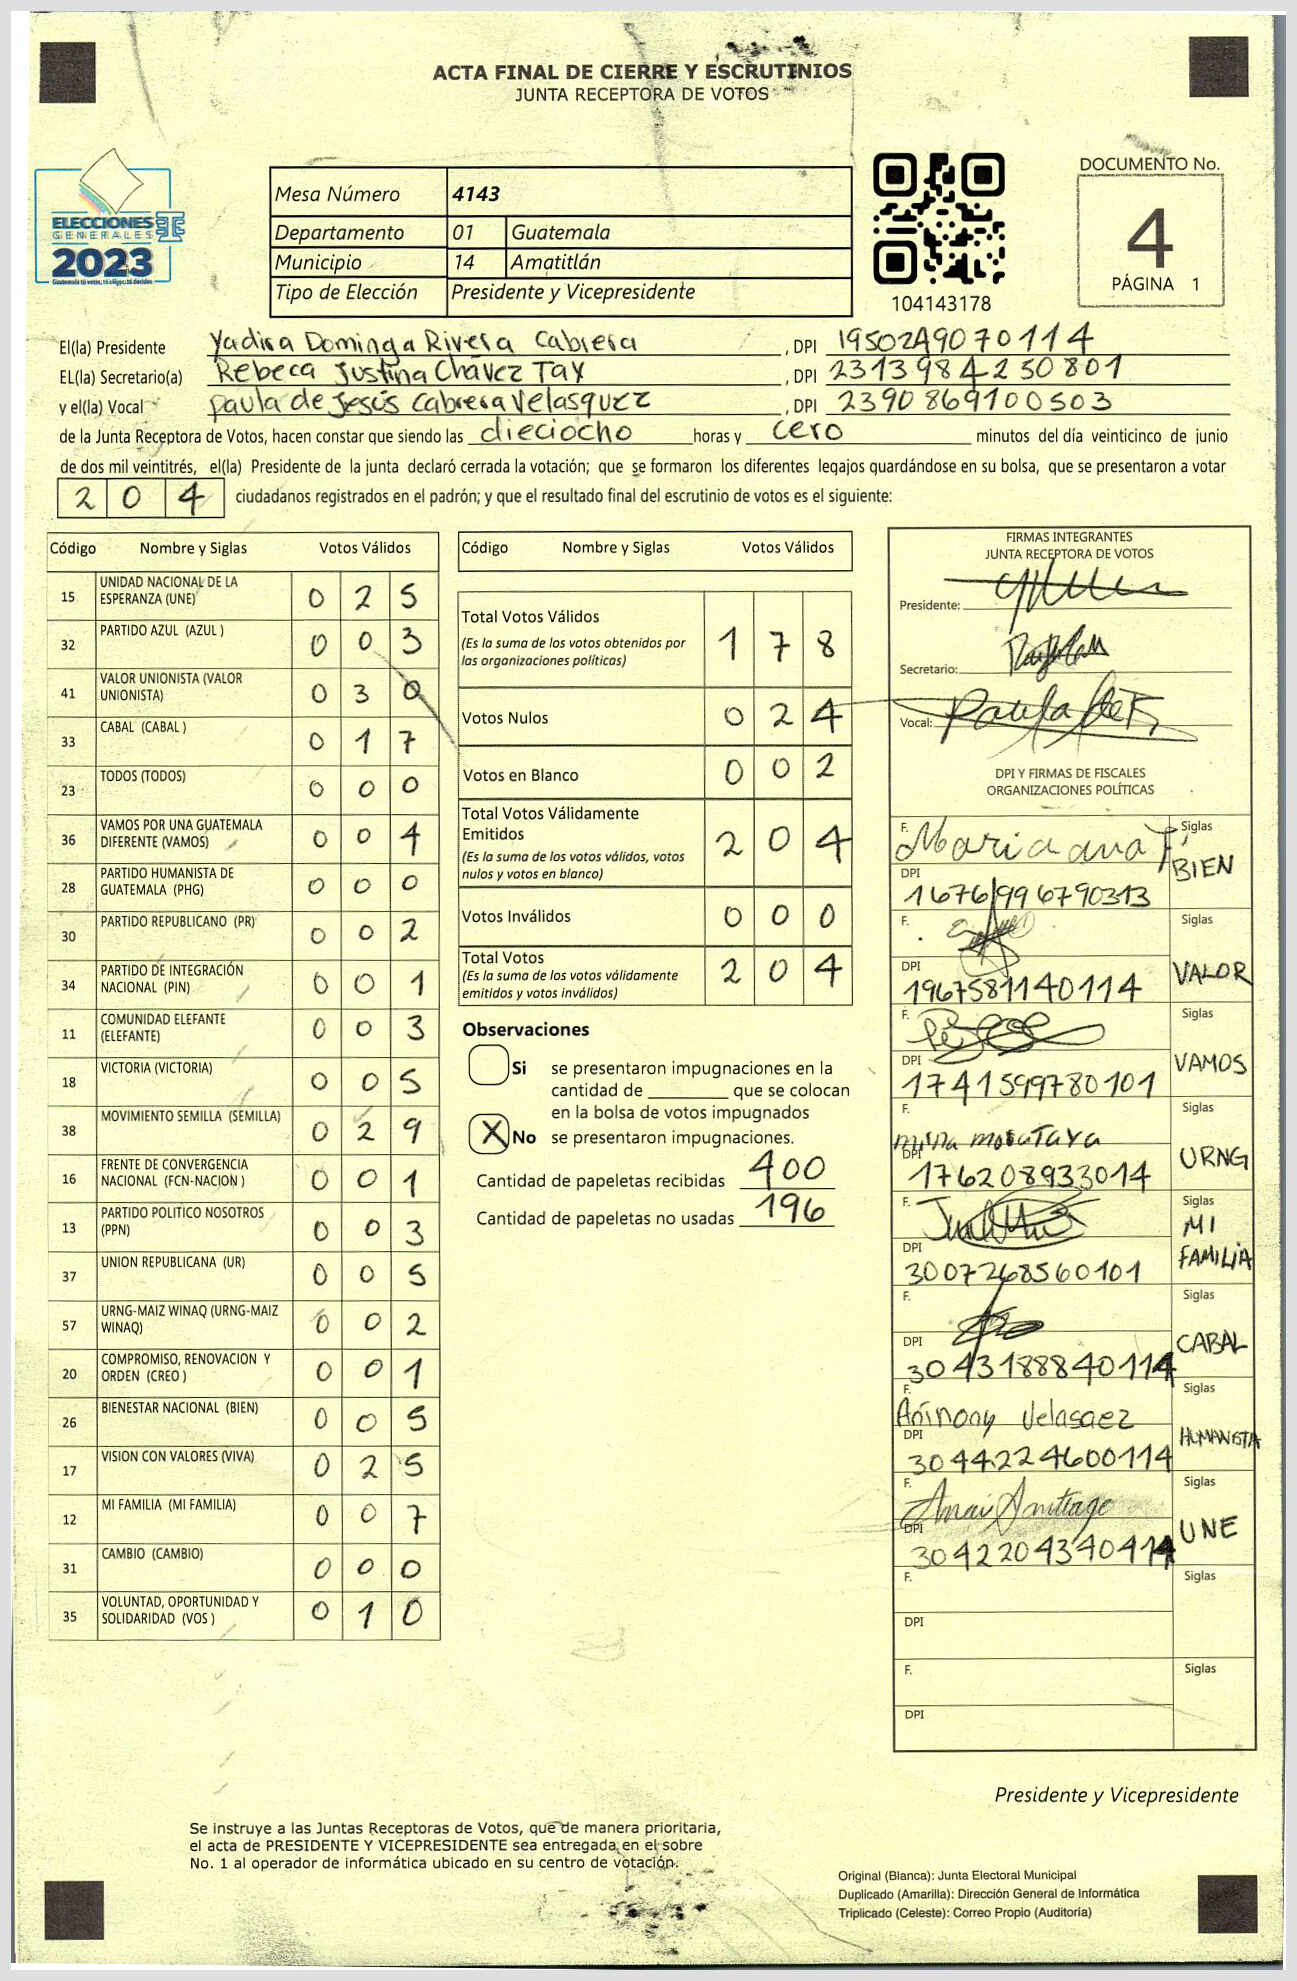 ACTA FINAL DE CIERRE Y ESCRUTINIOS
JUNTA RECEPTORA DE VOTOS
ELECCIONES
GENERALES
2023
Mesa Número 4143
Departamento 01 Guatemala
Municipio 14 Amatitlán
Tipo de Elección Presidente y Vicepresidente
104143178
DOCUMENTO No.
4
PÁGINA 1
El(la) Presidente Yadira Dominga Rivera Cabrera , DPI 1950249070114
EL(la) Secretario(a) Rebeca Justina Chávez Tax , DPI 2313984250801
y el(la) Vocal paula de Jesús Cabrera Velasquez , DPI 2390869100503
de la Junta Receptora de Votos, hacen constar que siendo las dieciocho horas y cero minutos del día veinticinco de junio
de dos mil veintitrés, el(la) Presidente de la junta declaró cerrada la votación; que se formaron los diferentes legajos guardándose en su bolsa, que se presentaron a votar
204 ciudadanos registrados en el padrón; y que el resultado final del escrutinio de votos es el siguiente:
Código Nombre y Siglas Votos Válidos
15 UNIDAD NACIONAL DE LA ESPERANZA (UNE) 0 2 5
32 PARTIDO AZUL (AZUL ) 0 0 3
41 VALOR UNIONISTA (VALOR UNIONISTA) 0 3 0
33 CABAL (CABAL ) 0 1 7
23 TODOS (TODOS) 0 0 0
36 VAMOS POR UNA GUATEMALA DIFERENTE (VAMOS) 0 0 4
28 PARTIDO HUMANISTA DE GUATEMALA (PHG) 0 0 0
30 PARTIDO REPUBLICANO (PR) 0 0 2
34 PARTIDO DE INTEGRACIÓN NACIONAL (PIN) 0 0 1
11 COMUNIDAD ELEFANTE (ELEFANTE) 0 0 3
18 VICTORIA (VICTORIA) 0 0 5
38 MOVIMIENTO SEMILLA (SEMILLA) 0 2 9
16 FRENTE DE CONVERGENCIA NACIONAL (FCN-NACION ) 0 0 1
13 PARTIDO POLITICO NOSOTROS (PPN) 0 0 3
37 UNION REPUBLICANA (UR) 0 0 5
57 URNG-MAIZ WINAQ (URNG-MAIZ WINAQ) 0 0 2
20 COMPROMISO, RENOVACION Y ORDEN (CREO ) 0 0 1
26 BIENESTAR NACIONAL (BIEN) 0 0 5
17 VISION CON VALORES (VIVA) 0 2 5
12 MI FAMILIA (MI FAMILIA) 0 0 7
31 CAMBIO (CAMBIO) 0 0 0
35 VOLUNTAD, OPORTUNIDAD Y SOLIDARIDAD (VOS ) 0 1 0
Código Nombre y Siglas Votos Válidos
Total Votos Válidos 1 7 8
(Es la suma de los votos obtenidos por
las organizaciones políticas)
Votos Nulos 0 2 4
Votos en Blanco 0 0 2
Total Votos Válidamente
Emitidos 2 0 4
(Es la suma de los votos válidos, votos
nulos y votos en blanco)
Votos Inválidos 0 0 0
Total Votos 2 0 4
(Es la suma de los votos válidamente
emitidos y votos inválidos)
Observaciones
Si se presentaron impugnaciones en la
cantidad de ________ que se colocan
en la bolsa de votos impugnados
X No se presentaron impugnaciones.
Cantidad de papeletas recibidas 400
Cantidad de papeletas no usadas 196
FIRMAS INTEGRANTES
JUNTA RECEPTORA DE VOTOS
Presidente:
Secretario:
Vocal:
DPI Y FIRMAS DE FISCALES
ORGANIZACIONES POLÍTICAS
F. Maria ana Siglas
DPI 1676996790313 BIEN
F. Siglas
DPI 1967581140114 VALOR
F. Siglas
DPI 1741599780101 VAMOS
F. Siglas
DPI 176208933014 URNG
F. Siglas
DPI 3007268560101 MI FAMILIA
F. Siglas
DPI 3043188840114 CABAL
F. Siglas
DPI 3044224600114 HUMANISTA
F. Siglas
DPI UNE
F. Siglas
DPI
F. Siglas
DPI
Presidente y Vicepresidente
Se instruye a las Juntas Receptoras de Votos, que de manera prioritaria,
el acta de PRESIDENTE Y VICEPRESIDENTE sea entregada en el sobre
No. 1 al operador de informática ubicado en su centro de votación.
Original (Blanca): Junta Electoral Municipal
Duplicado (Amarilla): Dirección General de Informática
Triplicado (Celeste): Correo Propio (Auditoría)